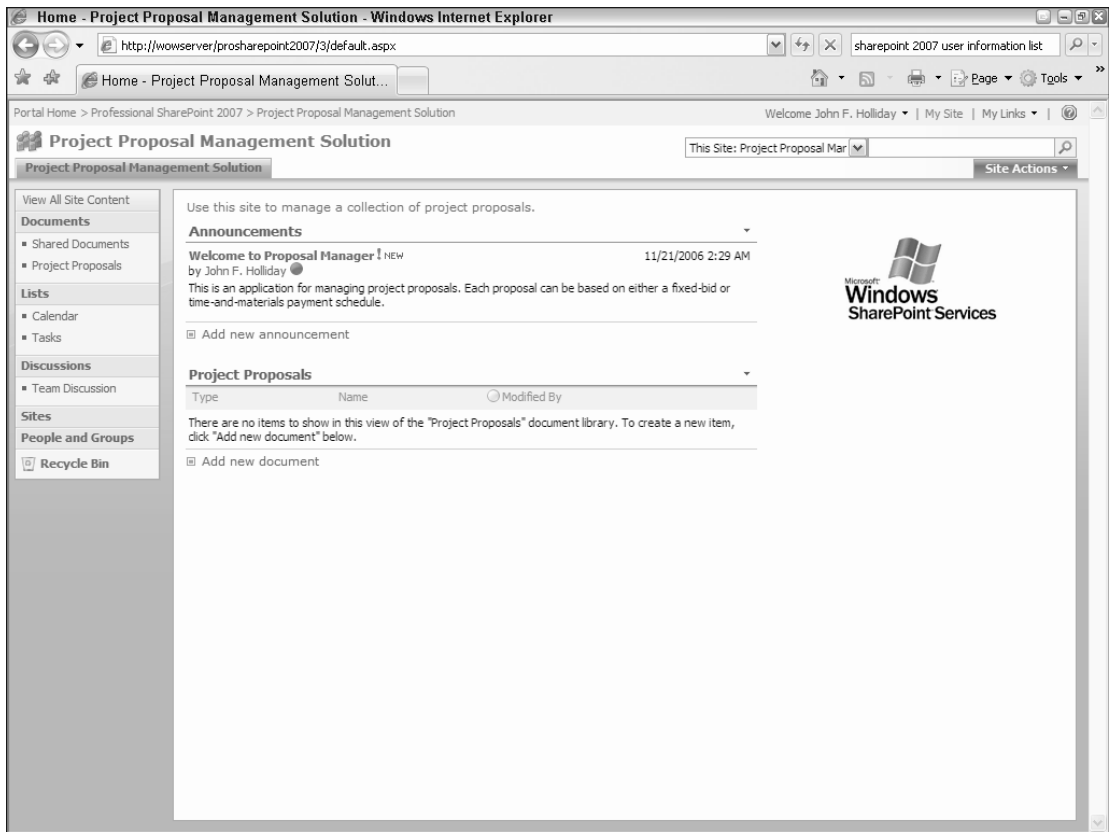 Home - Project Proposal Management Solution - Windows Internet Explorer
http://wowserver/prosharepoint2007/3/default.aspx
sharepoint 2007 user information list
Home - Project Proposal Management Solut...
Page
Tools
Portal Home > Professional SharePoint 2007 > Project Proposal Management Solution
Welcome John F. Holliday | My Site | My Links |
Project Proposal Management Solution
This Site: Project Proposal Mar
Project Proposal Management Solution
Site Actions
View All Site Content
Documents
Shared Documents
Project Proposals
Lists
Calendar
Tasks
Discussions
Team Discussion
Sites
People and Groups
Recycle Bin
Use this site to manage a collection of project proposals.
Announcements
Welcome to Proposal Manager ! NEW
11/21/2006 2:29 AM
by John F. Holliday
This is an application for managing project proposals. Each proposal can be based on either a fixed-bid or
time-and-materials payment schedule.
Add new announcement
Project Proposals
Type Name Modified By
There are no items to show in this view of the "Project Proposals" document library. To create a new item,
click "Add new document" below.
Add new document
Microsoft
Windows
SharePoint Services